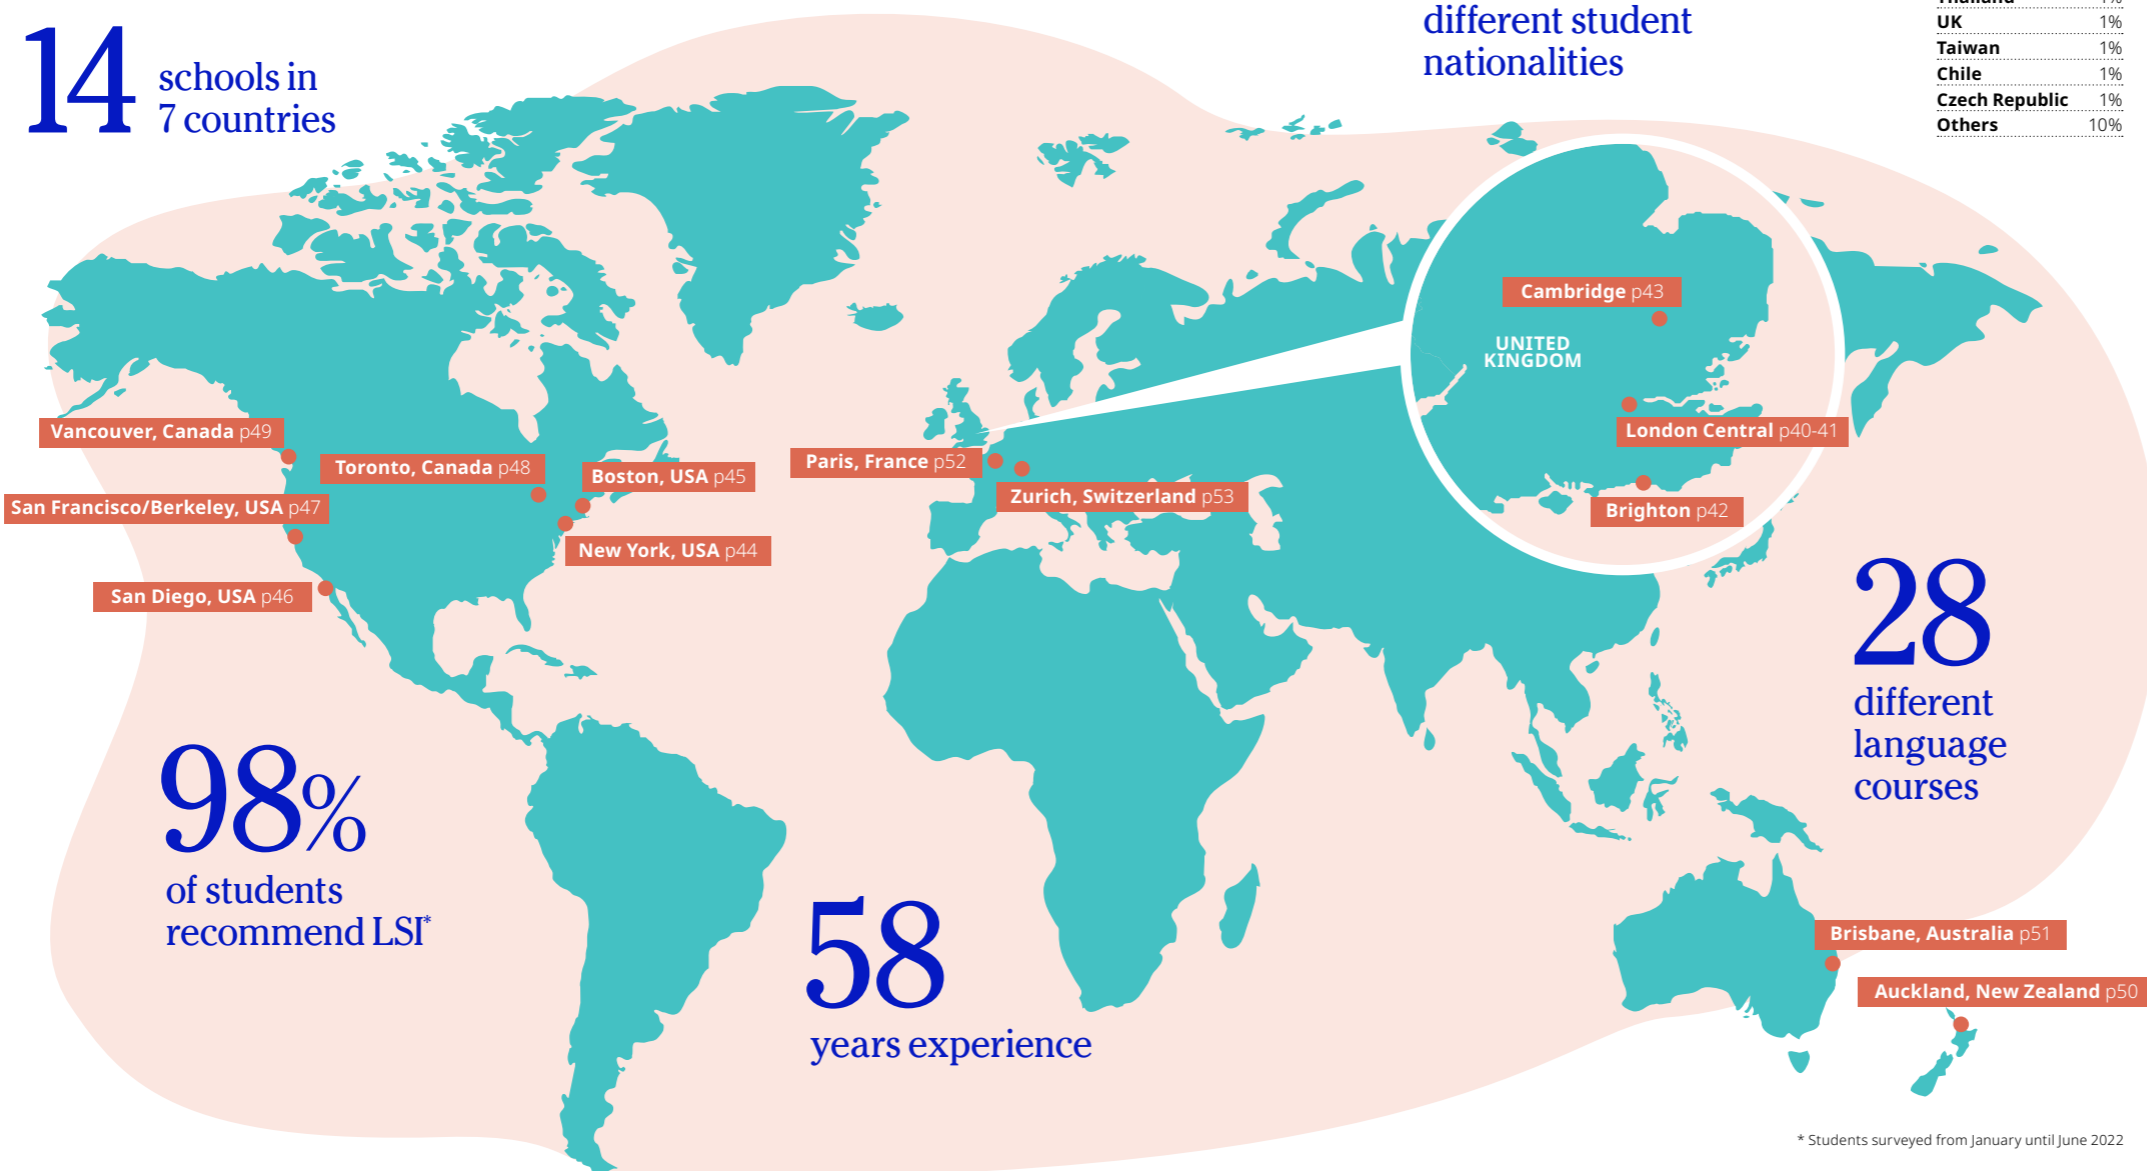 14
schools in
7 countries
different student
nationalities
Thailand 1%
UK 1%
Taiwan 1%
Chile 1%
Czech Republic 1%
Others 10%
Cambridge p43
UNITED
KINGDOM
London Central p40-41
Brighton p42
Vancouver, Canada p49
Toronto, Canada p48
Boston, USA p45
San Francisco/Berkeley, USA p47
New York, USA p44
San Diego, USA p46
Paris, France p52
Zurich, Switzerland p53
28
different
language
courses
98%
of students
recommend LSI*
58
years experience
Brisbane, Australia p51
Auckland, New Zealand p50
* Students surveyed from January until June 2022